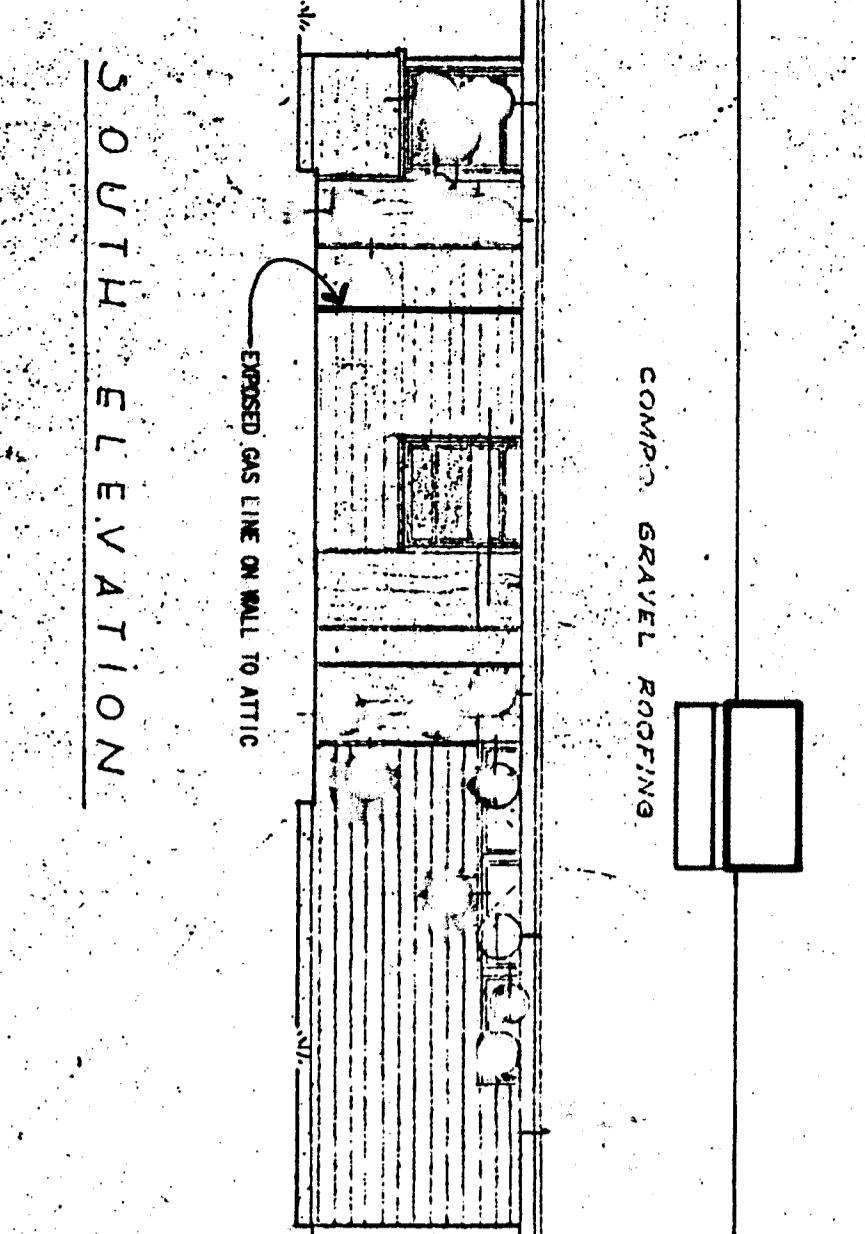 COMPO. GRAVEL ROOFING.
EXPOSED GAS LINE ON WALL TO ATTIC
SOUTH ELEVATION